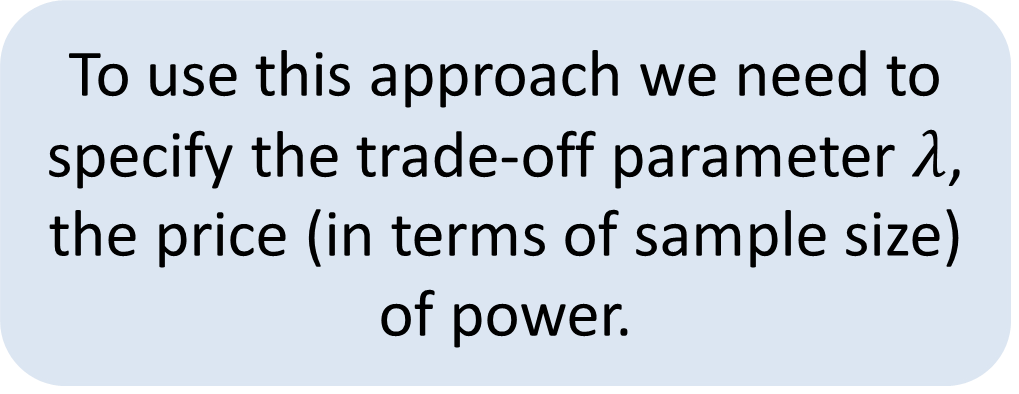 To use this approach we need to
specify the trade-off parameter λ,
the price (in terms of sample size)
of power.